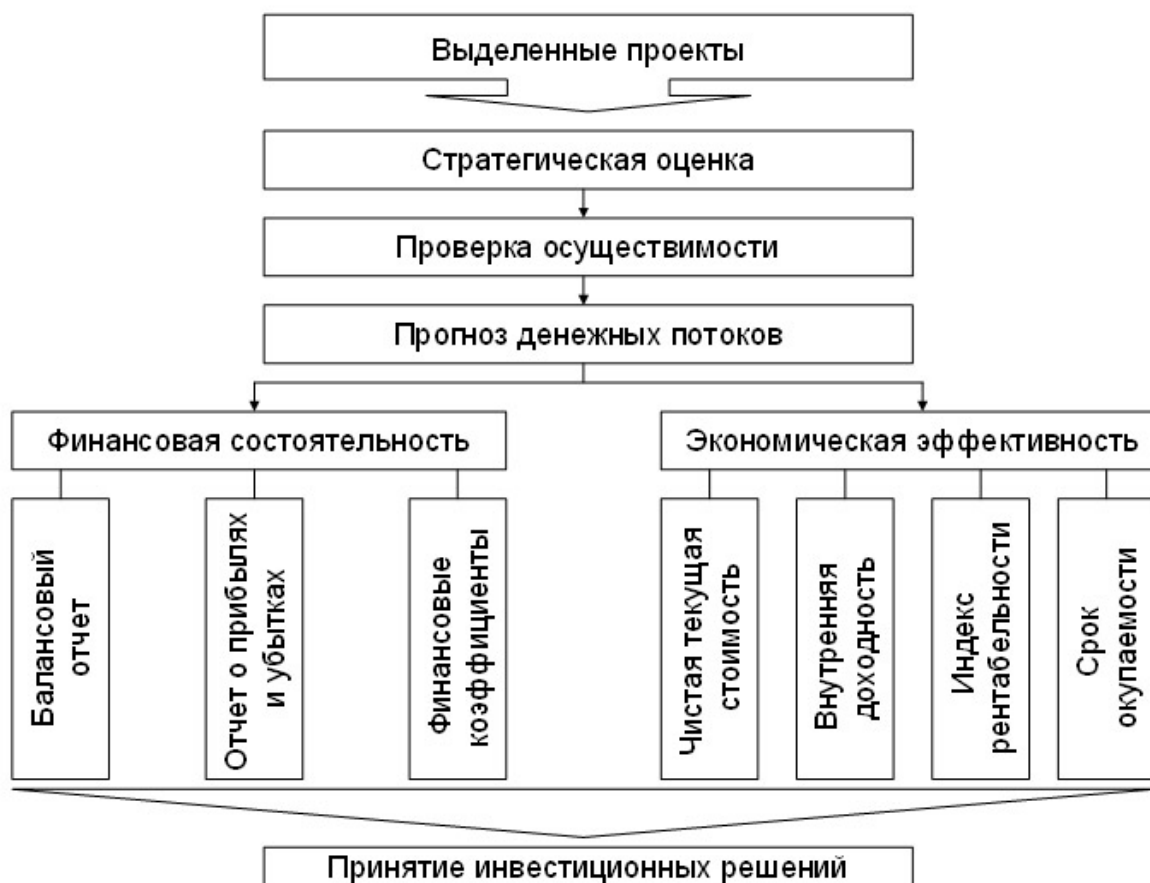 Выделенные проекты
Стратегическая оценка
Проверка осуществимости
Прогноз денежных потоков
Финансовая состоятельность
Экономическая эффективность
Балансовый
отчет
Отчет о прибылях
и убытках
Финансовые
коэффициенты
Чистая текущая
стоимость
Внутренняя
доходность
Индекс
рентабельности
Срок
окупаемости
Принятие инвестиционных решений